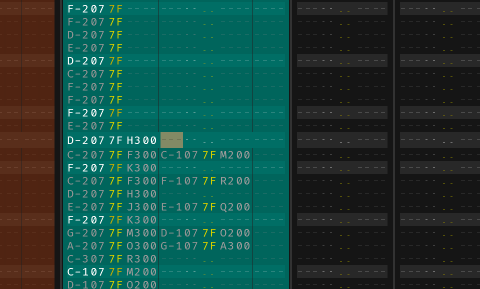 F-207 7F
F-207 7F
D-207 7F
E-207 7F
D-207 7F
C-207 7F
F-207 7F
F-207 7F
F-207 7F
E-207 7F
D-207 7F H300
C-207 7F F300 C-107 7F M200
F-207 7F K300
C-207 7F F300 F-107 7F R200
D-207 7F H300
E-207 7F J300 E-107 7F Q200
F-207 7F K300
G-207 7F M300 D-107 7F O200
A-207 7F O300 G-107 7F A300
C-307 7F R300
C-107 7F M200
D-107 7F O200